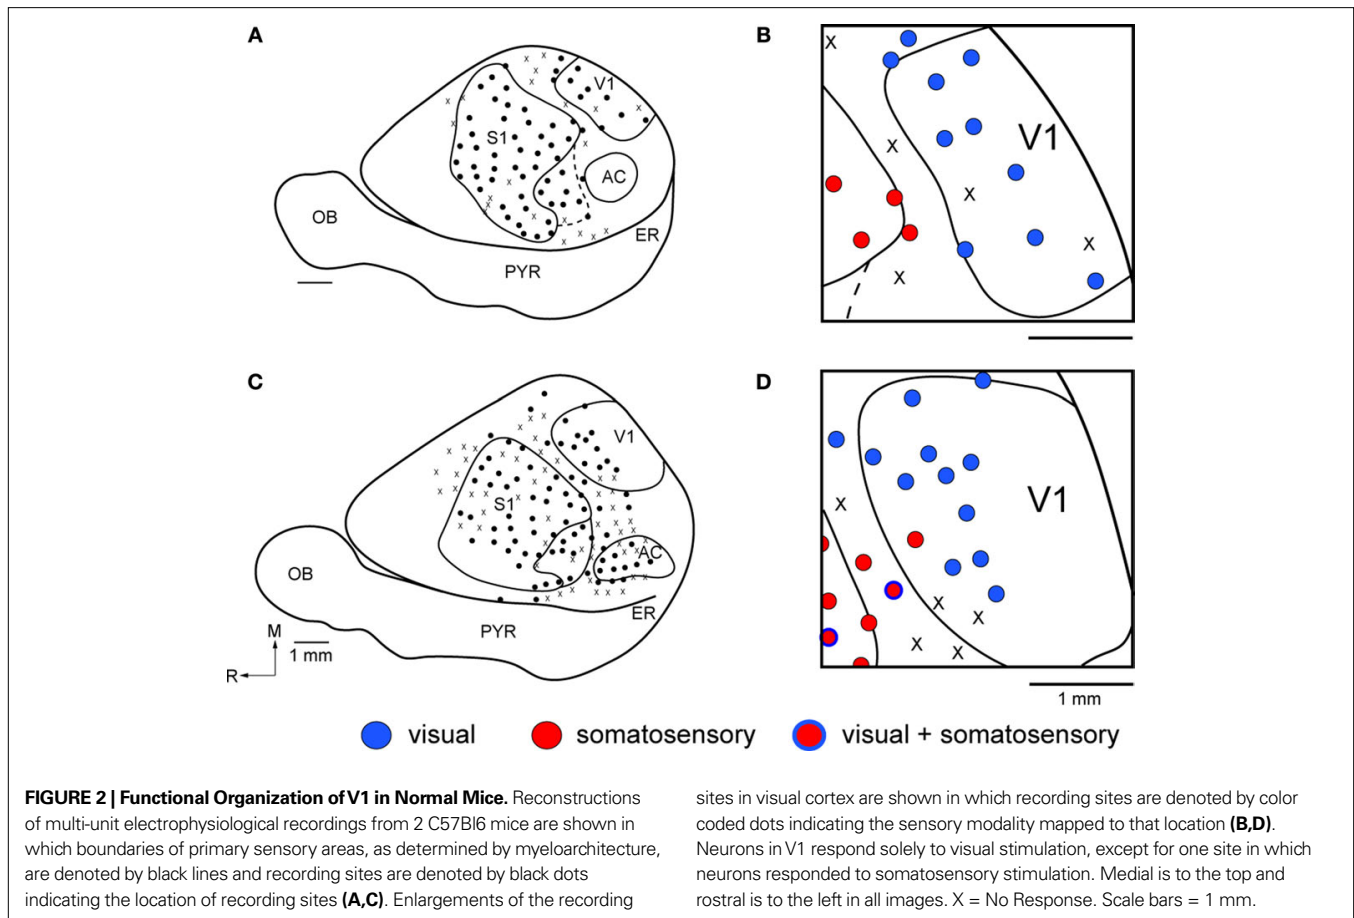 A
V1
S1
AC
OB
ER
PYR
B
X
V1
X
X
X
X
C
V1
S1
AC
OB
ER
PYR
M
R
1 mm
D
X
V1
X
X
X
X
1 mm
visual
somatosensory
visual + somatosensory
FIGURE 2 | Functional Organization of V1 in Normal Mice. Reconstructions
of multi-unit electrophysiological recordings from 2 C57Bl6 mice are shown in
which boundaries of primary sensory areas, as determined by myeloarchitecture,
are denoted by black lines and recording sites are denoted by black dots
indicating the location of recording sites (A,C). Enlargements of the recording
sites in visual cortex are shown in which recording sites are denoted by color
coded dots indicating the sensory modality mapped to that location (B,D).
Neurons in V1 respond solely to visual stimulation, except for one site in which
neurons responded to somatosensory stimulation. Medial is to the top and
rostral is to the left in all images. X = No Response. Scale bars = 1 mm.